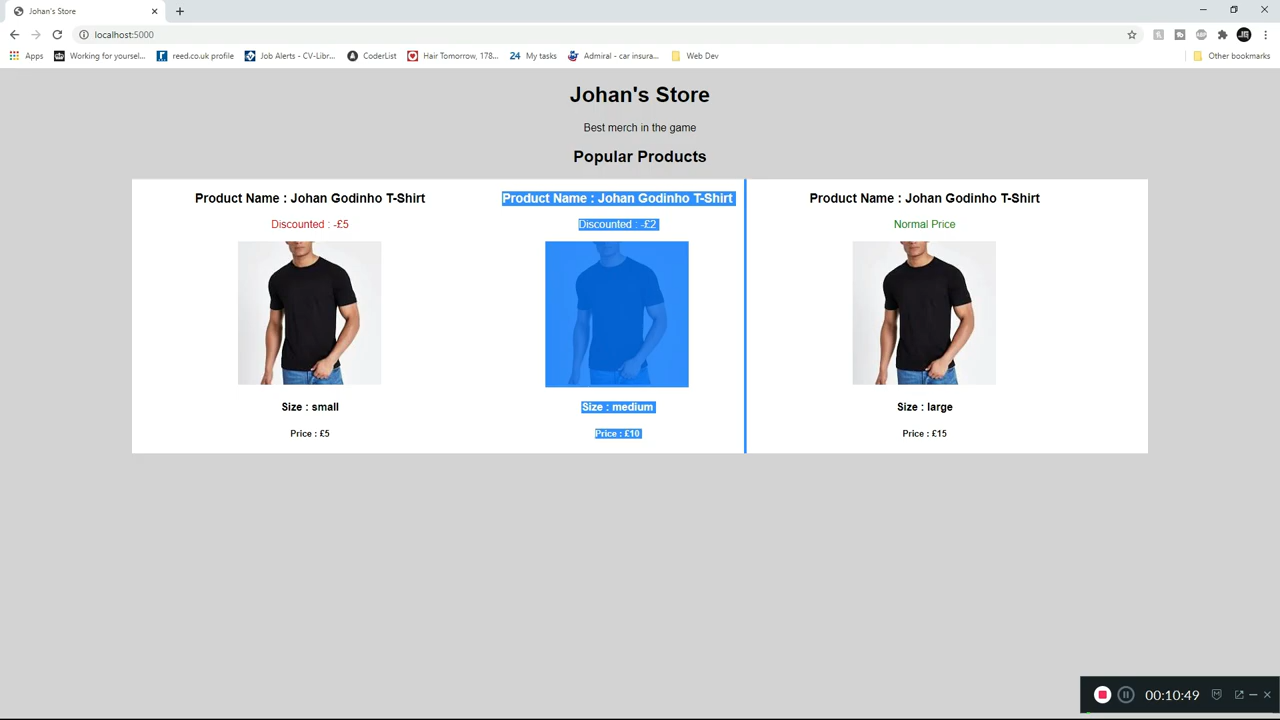 Johan's Store
localhost:5000
Apps
Working for yoursel...
reed.co.uk profile
Job Alerts - CV-Libr...
CoderList
Hair Tomorrow, 178...
24 My tasks
Admiral - car insura...
Web Dev
Other bookmarks
Johan's Store
Best merch in the game
Popular Products
Product Name : Johan Godinho T-Shirt
Discounted : -£5
Size : small
Price : £5
Product Name : Johan Godinho T-Shirt
Discounted : -£2
Size : medium
Price : £10
Product Name : Johan Godinho T-Shirt
Normal Price
Size : large
Price : £15
00:10:49